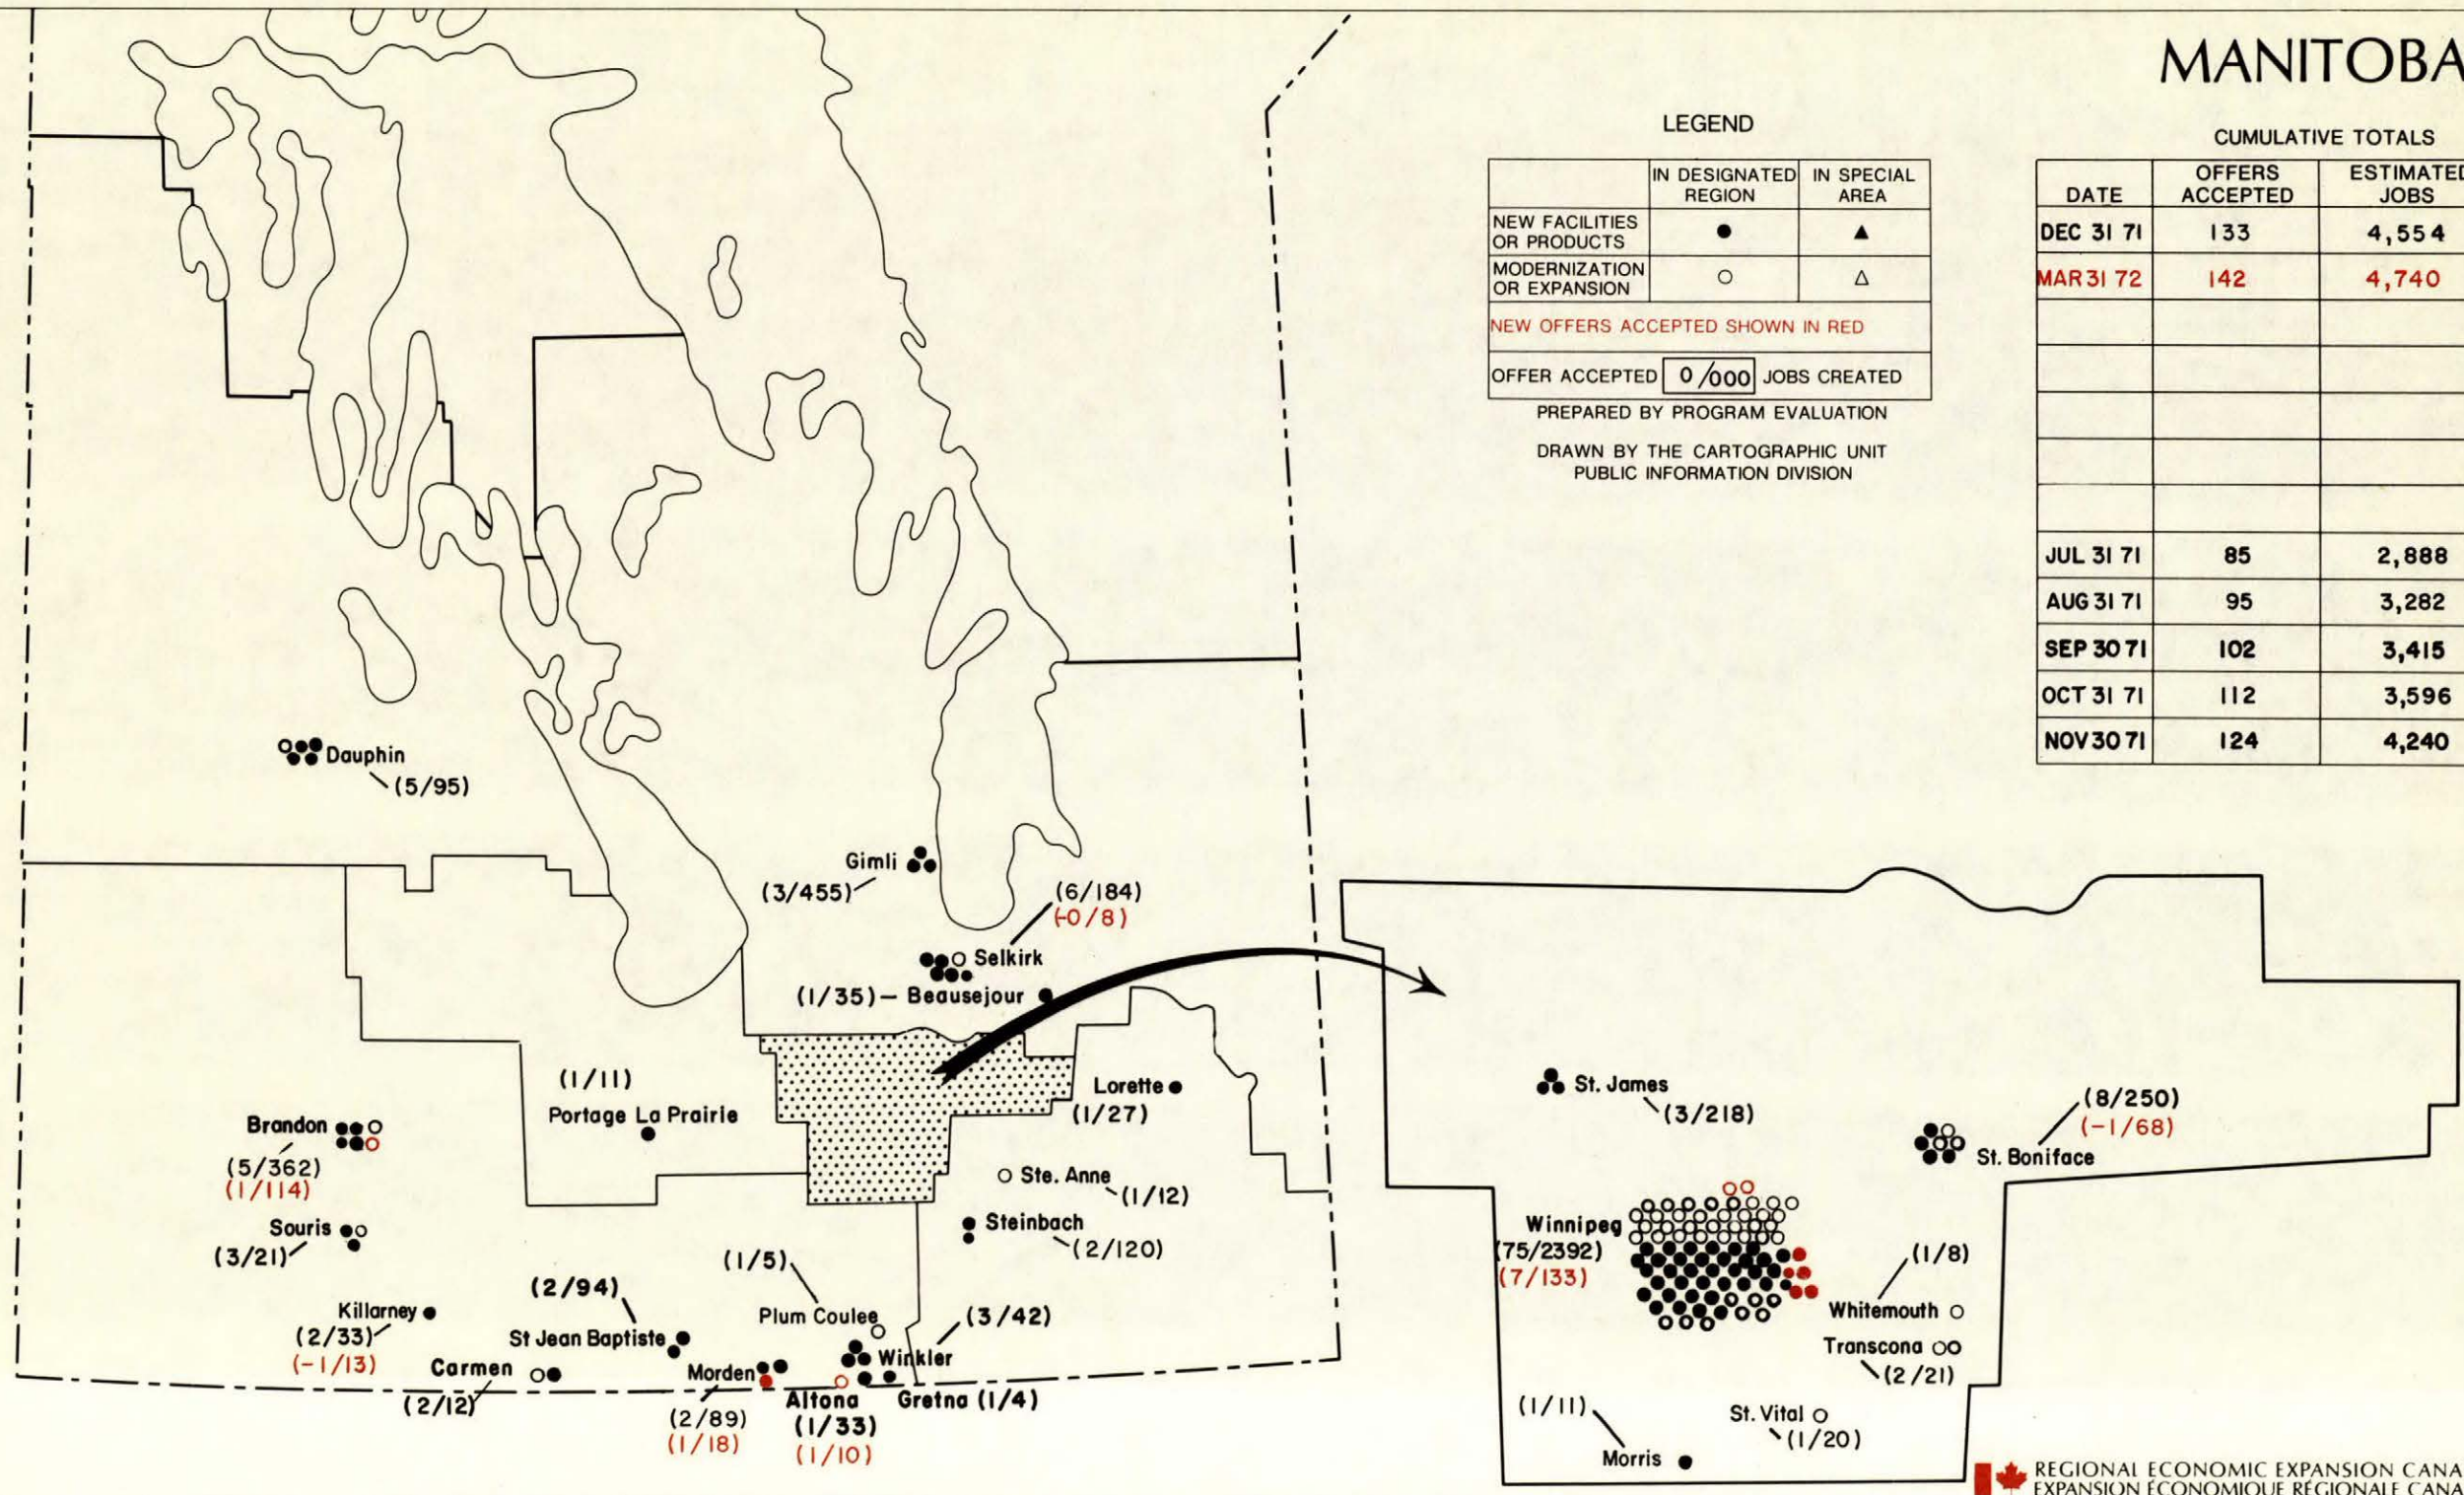 MANITOBA
LEGEND
IN DESIGNATED REGION
IN SPECIAL AREA
NEW FACILITIES OR PRODUCTS
MODERNIZATION OR EXPANSION
NEW OFFERS ACCEPTED SHOWN IN RED
OFFER ACCEPTED 0/000 JOBS CREATED
PREPARED BY PROGRAM EVALUATION
DRAWN BY THE CARTOGRAPHIC UNIT
PUBLIC INFORMATION DIVISION
CUMULATIVE TOTALS
DATE OFFERS ACCEPTED ESTIMATED JOBS
DEC 31 71 133 4,554
MAR 31 72 142 4,740
JUL 31 71 85 2,888
AUG 31 71 95 3,282
SEP 30 71 102 3,415
OCT 31 71 112 3,596
NOV 30 71 124 4,240
Dauphin
(5/95)
Gimli
(3/455)
(6/184)
(-0/8)
Selkirk
(1/35) – Beausejour
(1/11)
Portage La Prairie
Lorette
(1/27)
Brandon
(5/362)
(1/114)
Ste. Anne
(1/12)
Souris
(3/21)
Steinbach
(2/120)
(1/5)
Plum Coulee
(2/94)
St Jean Baptiste
Killarney
(2/33)
(-1/13)
(3/42)
Winkler
Carmen
(2/12)
Morden
(2/89)
(1/18)
Altona
(1/33)
(1/10)
Gretna (1/4)
St. James
(3/218)
(8/250)
(-1/68)
St. Boniface
Winnipeg
(75/2392)
(7/133)
(1/8)
Whitemouth
Transcona
(2/21)
(1/11)
Morris
St. Vital
(1/20)
REGIONAL ECONOMIC EXPANSION CANA
EXPANSION ÉCONOMIQUE RÉGIONALE CANA